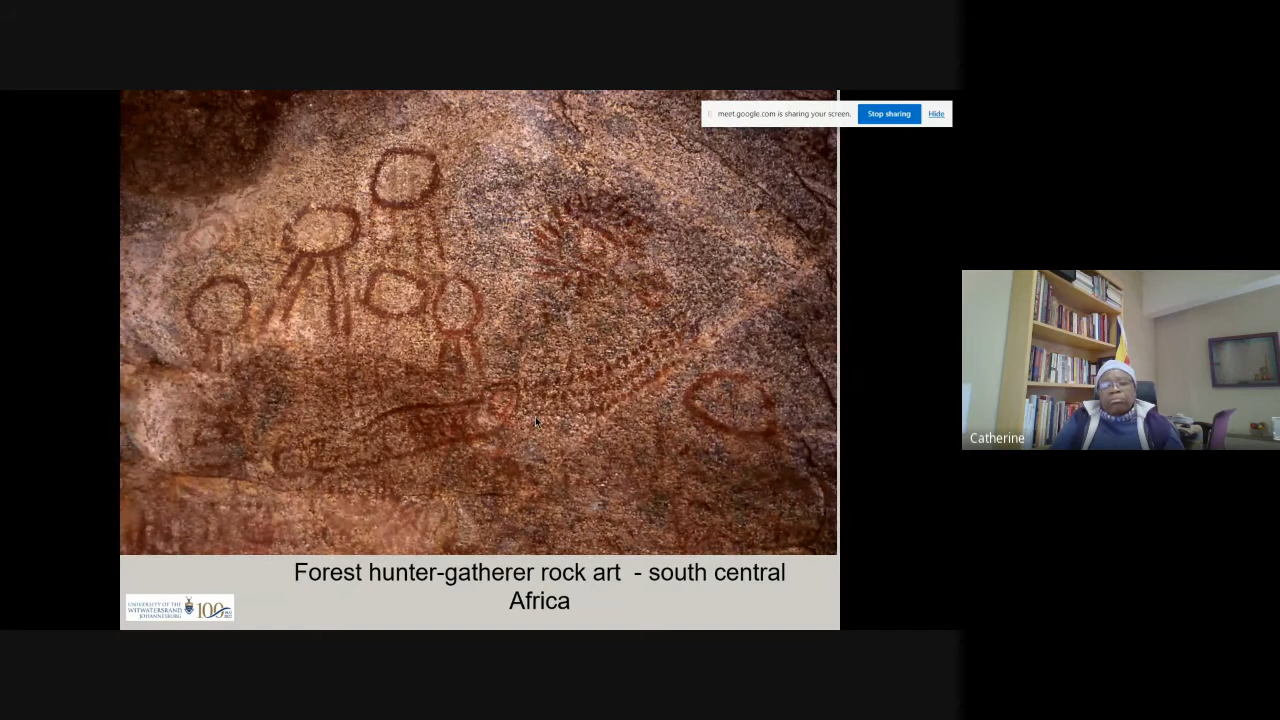 meet.google.com is sharing your screen.
Stop sharing
Hide
Catherine
Forest hunter-gatherer rock art - south central
Africa
UNIVERSITY OF THE
WITWATERSRAND
JOHANNESBURG
100